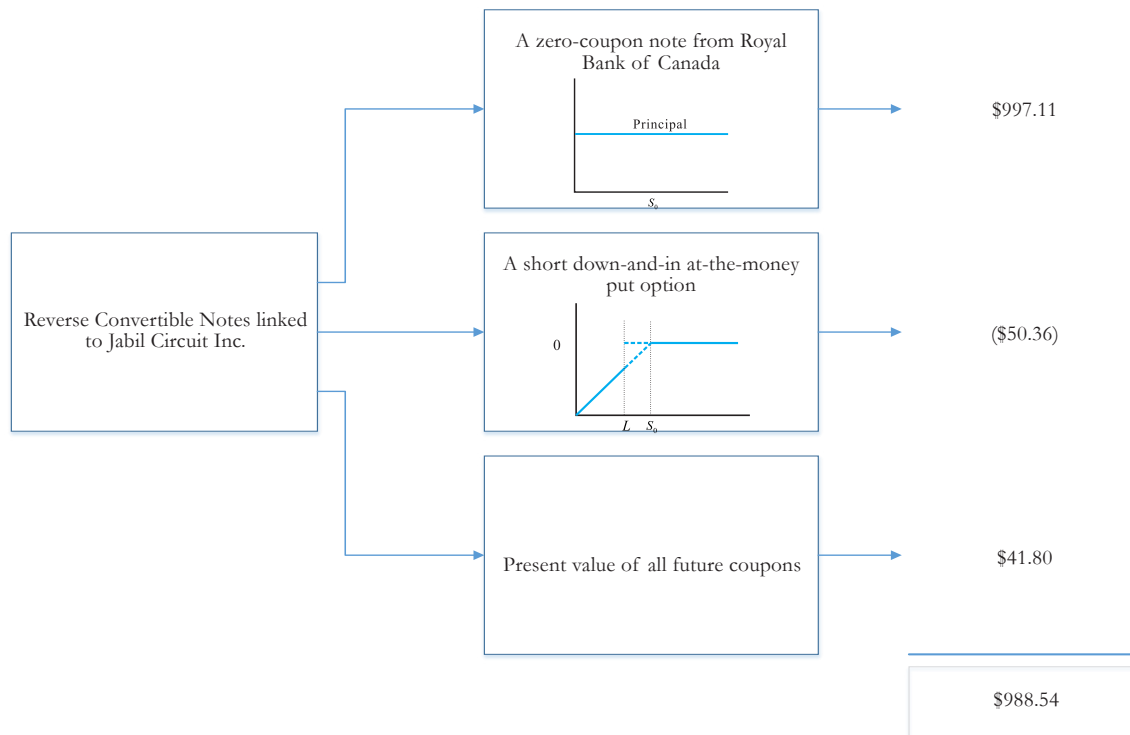 A zero-coupon note from Royal
Bank of Canada
Principal
S₀
$997.11
Reverse Convertible Notes linked
to Jabil Circuit Inc.
A short down-and-in at-the-money
put option
0
L S₀
($50.36)
Present value of all future coupons
$41.80
$988.54